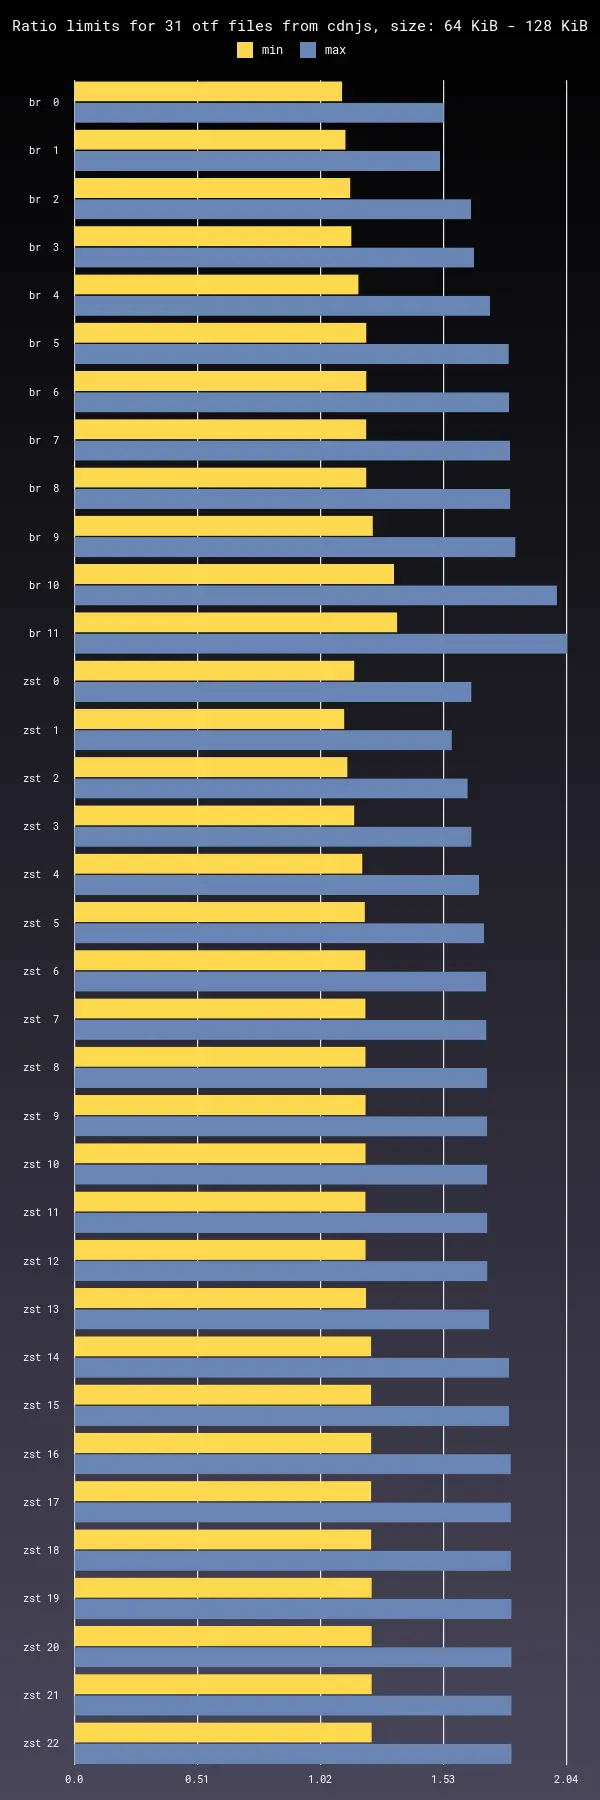 Ratio limits for 31 otf files from cdnjs, size: 64 KiB - 128 KiB
min max
br 0
br 1
br 2
br 3
br 4
br 5
br 6
br 7
br 8
br 9
br 10
br 11
zst 0
zst 1
zst 2
zst 3
zst 4
zst 5
zst 6
zst 7
zst 8
zst 9
zst 10
zst 11
zst 12
zst 13
zst 14
zst 15
zst 16
zst 17
zst 18
zst 19
zst 20
zst 21
zst 22
0.0 0.51 1.02 1.53 2.04